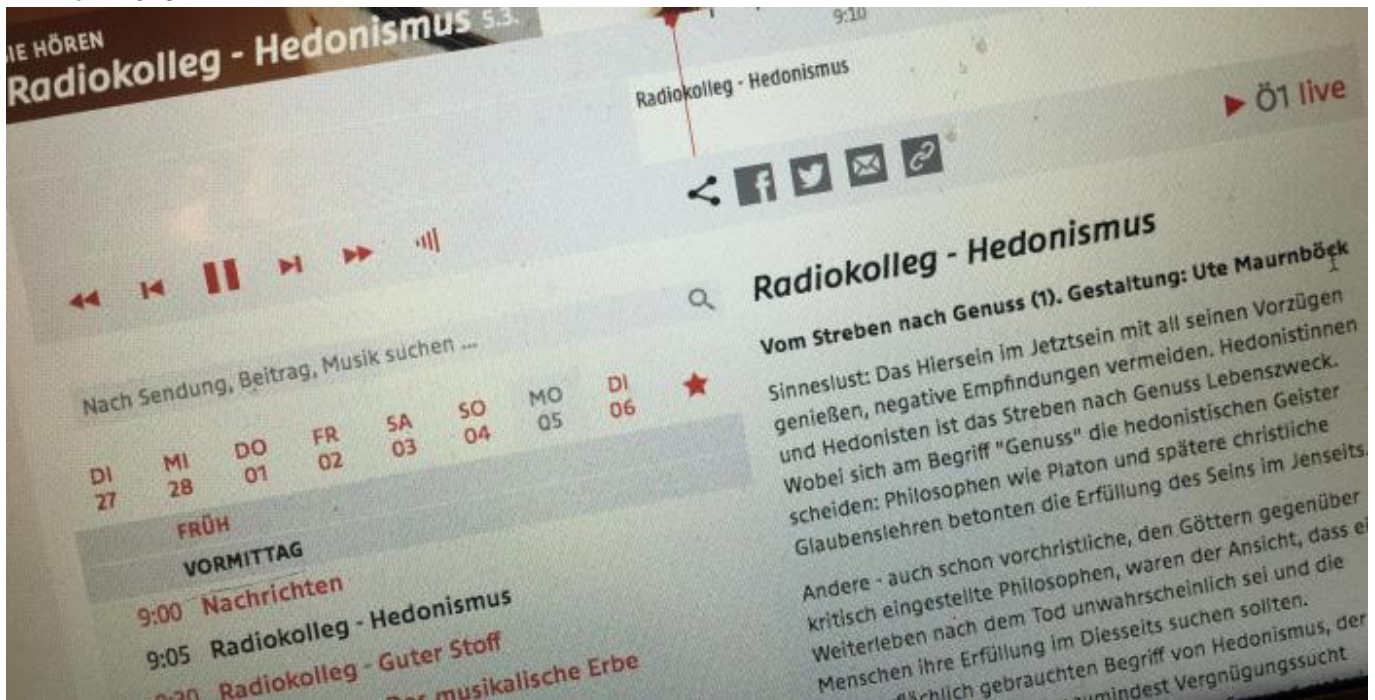 SIE HÖREN
Radiokolleg - Hedonismus 5.3.
9:10
Radiokolleg - Hedonismus
Ö1 live
Nach Sendung, Beitrag, Musik suchen ...
DI MI DO FR SA SO MO DI
27 28 01 02 03 04 05 06
FRÜH
VORMITTAG
9:00 Nachrichten
9:05 Radiokolleg - Hedonismus
Radiokolleg - Guter Stoff
musikalische Erbe
Radiokolleg - Hedonismus
Vom Streben nach Genuss (1). Gestaltung: Ute Maurnböck
Sinneslust: Das Hiersein im Jetztsein mit all seinen Vorzügen
genießen, negative Empfindungen vermeiden. Hedonistinnen
und Hedonisten ist das Streben nach Genuss Lebenszweck.
Wobei sich am Begriff "Genuss" die hedonistischen Geister
scheiden: Philosophen wie Platon und spätere christliche
Glaubenslehren betonten die Erfüllung des Seins im Jenseits.
Andere - auch schon vorchristliche, den Göttern gegenüber
kritisch eingestellte Philosophen, waren der Ansicht, dass ei
Weiterleben nach dem Tod unwahrscheinlich sei und die
Menschen ihre Erfüllung im Diesseits suchen sollten.
gebrauchten Begriff von Hedonismus, der
zumindest Vergnügungssucht